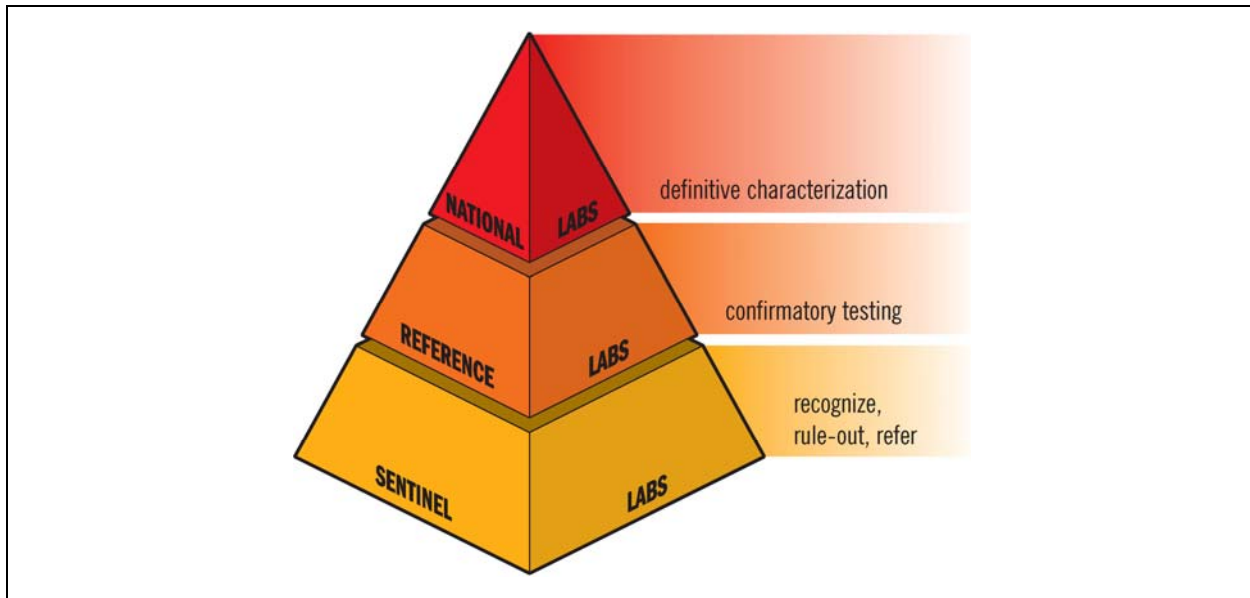 NATIONAL LABS
definitive characterization
REFERENCE LABS
confirmatory testing
SENTINEL LABS
recognize,
rule-out, refer